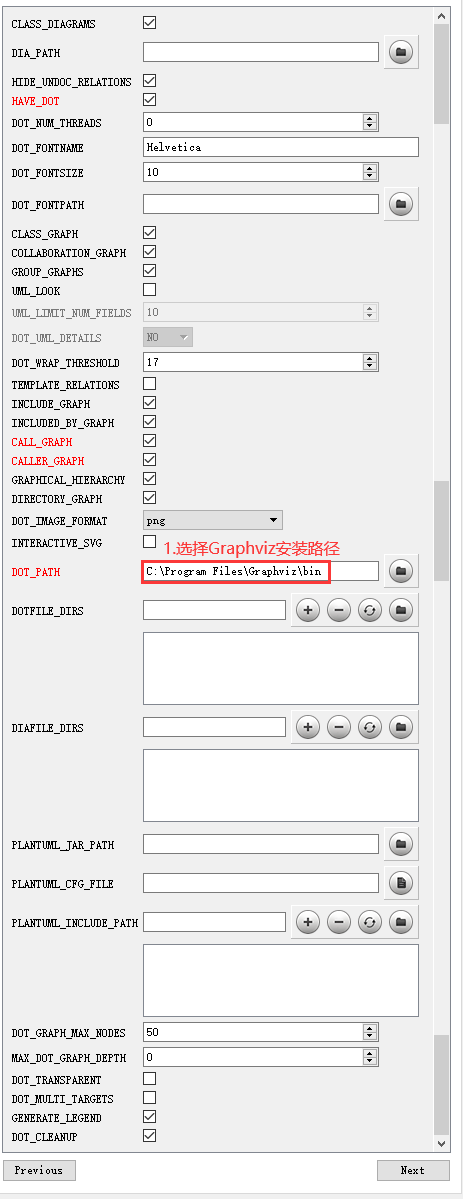 CLASS_DIAGRAMS
DIA_PATH
HIDE_UNDOC_RELATIONS
HAVE_DOT
DOT_NUM_THREADS 0
DOT_FONTNAME Helvetica
DOT_FONTSIZE 10
DOT_FONTPATH
CLASS_GRAPH
COLLABORATION_GRAPH
GROUP_GRAPHS
UML_LOOK
UML_LIMIT_NUM_FIELDS 10
DOT_UML_DETAILS NO
DOT_WRAP_THRESHOLD 17
TEMPLATE_RELATIONS
INCLUDE_GRAPH
INCLUDED_BY_GRAPH
CALL_GRAPH
CALLER_GRAPH
GRAPHICAL_HIERARCHY
DIRECTORY_GRAPH
DOT_IMAGE_FORMAT png
INTERACTIVE_SVG
1.选择Graphviz安装路径
DOT_PATH C:\Program Files\Graphviz\bin
DOTFILE_DIRS
DIAFILE_DIRS
PLANTUML_JAR_PATH
PLANTUML_CFG_FILE
PLANTUML_INCLUDE_PATH
DOT_GRAPH_MAX_NODES 50
MAX_DOT_GRAPH_DEPTH 0
DOT_TRANSPARENT
DOT_MULTI_TARGETS
GENERATE_LEGEND
DOT_CLEANUP
Previous Next